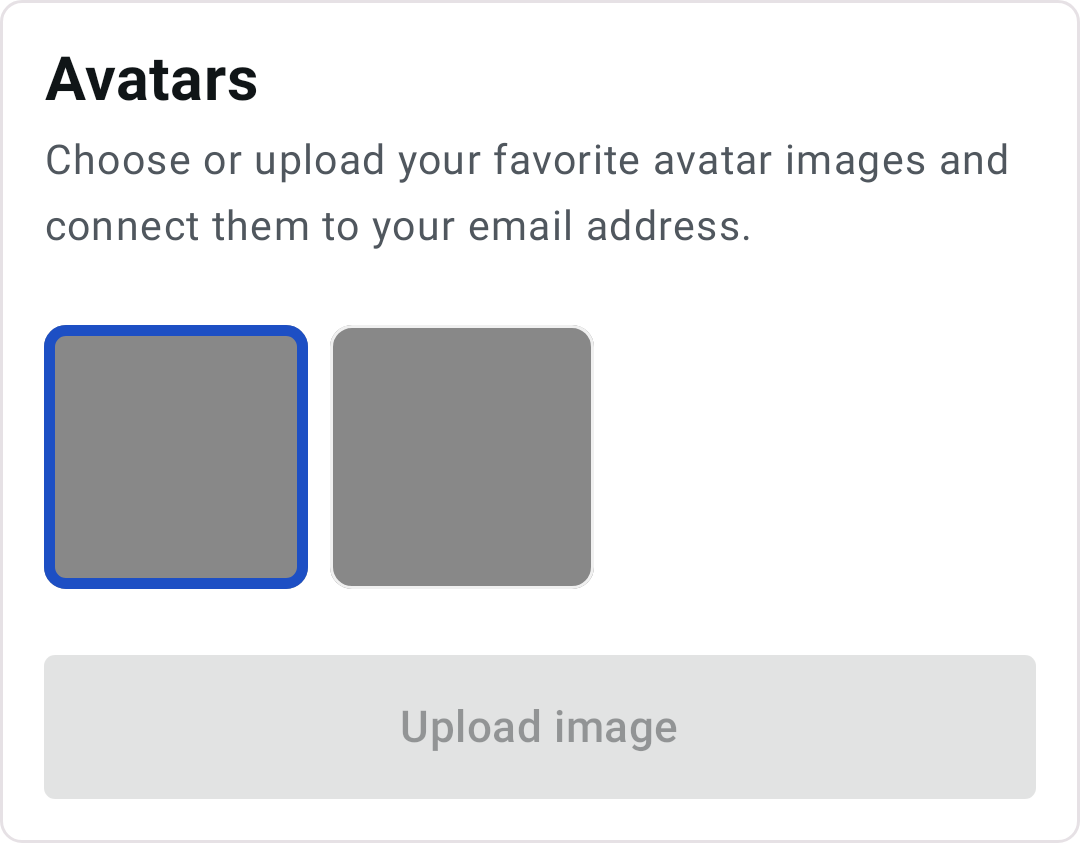 Avatars
Choose or upload your favorite avatar images and
connect them to your email address.
Upload image